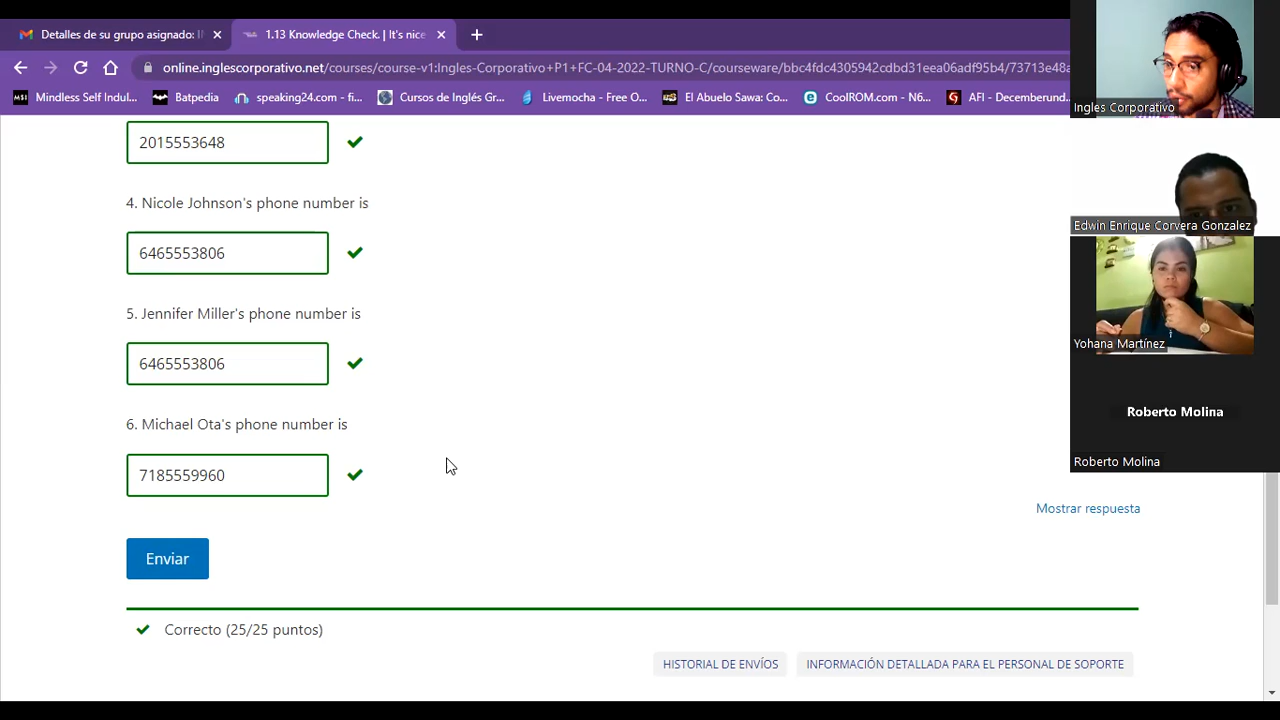 Detalles de su grupo asignado: II
1.13 Knowledge Check. | It's nice
online.inglescorporativo.net/courses/course-v1:Ingles-Corporativo+P1+FC-04-2022-TURNO-C/courseware/bbc4fdc4305942cdbd31eea06adf95b4/73713e48a
Mindless Self Indul...
Batpedia
speaking24.com - fi...
Cursos de Inglés Gr...
Livemocha - Free O...
El Abuelo Sawa: Co...
CoolROM.com - N6...
AFI - Decemberund...
2015553648
4. Nicole Johnson's phone number is
6465553806
5. Jennifer Miller's phone number is
6465553806
6. Michael Ota's phone number is
7185559960
Mostrar respuesta
Enviar
Correcto (25/25 puntos)
HISTORIAL DE ENVÍOS
INFORMACIÓN DETALLADA PARA EL PERSONAL DE SOPORTE
Ingles Corporativo
Edwin Enrique Corvera Gonzalez
Yohana Martínez
Roberto Molina
Roberto Molina